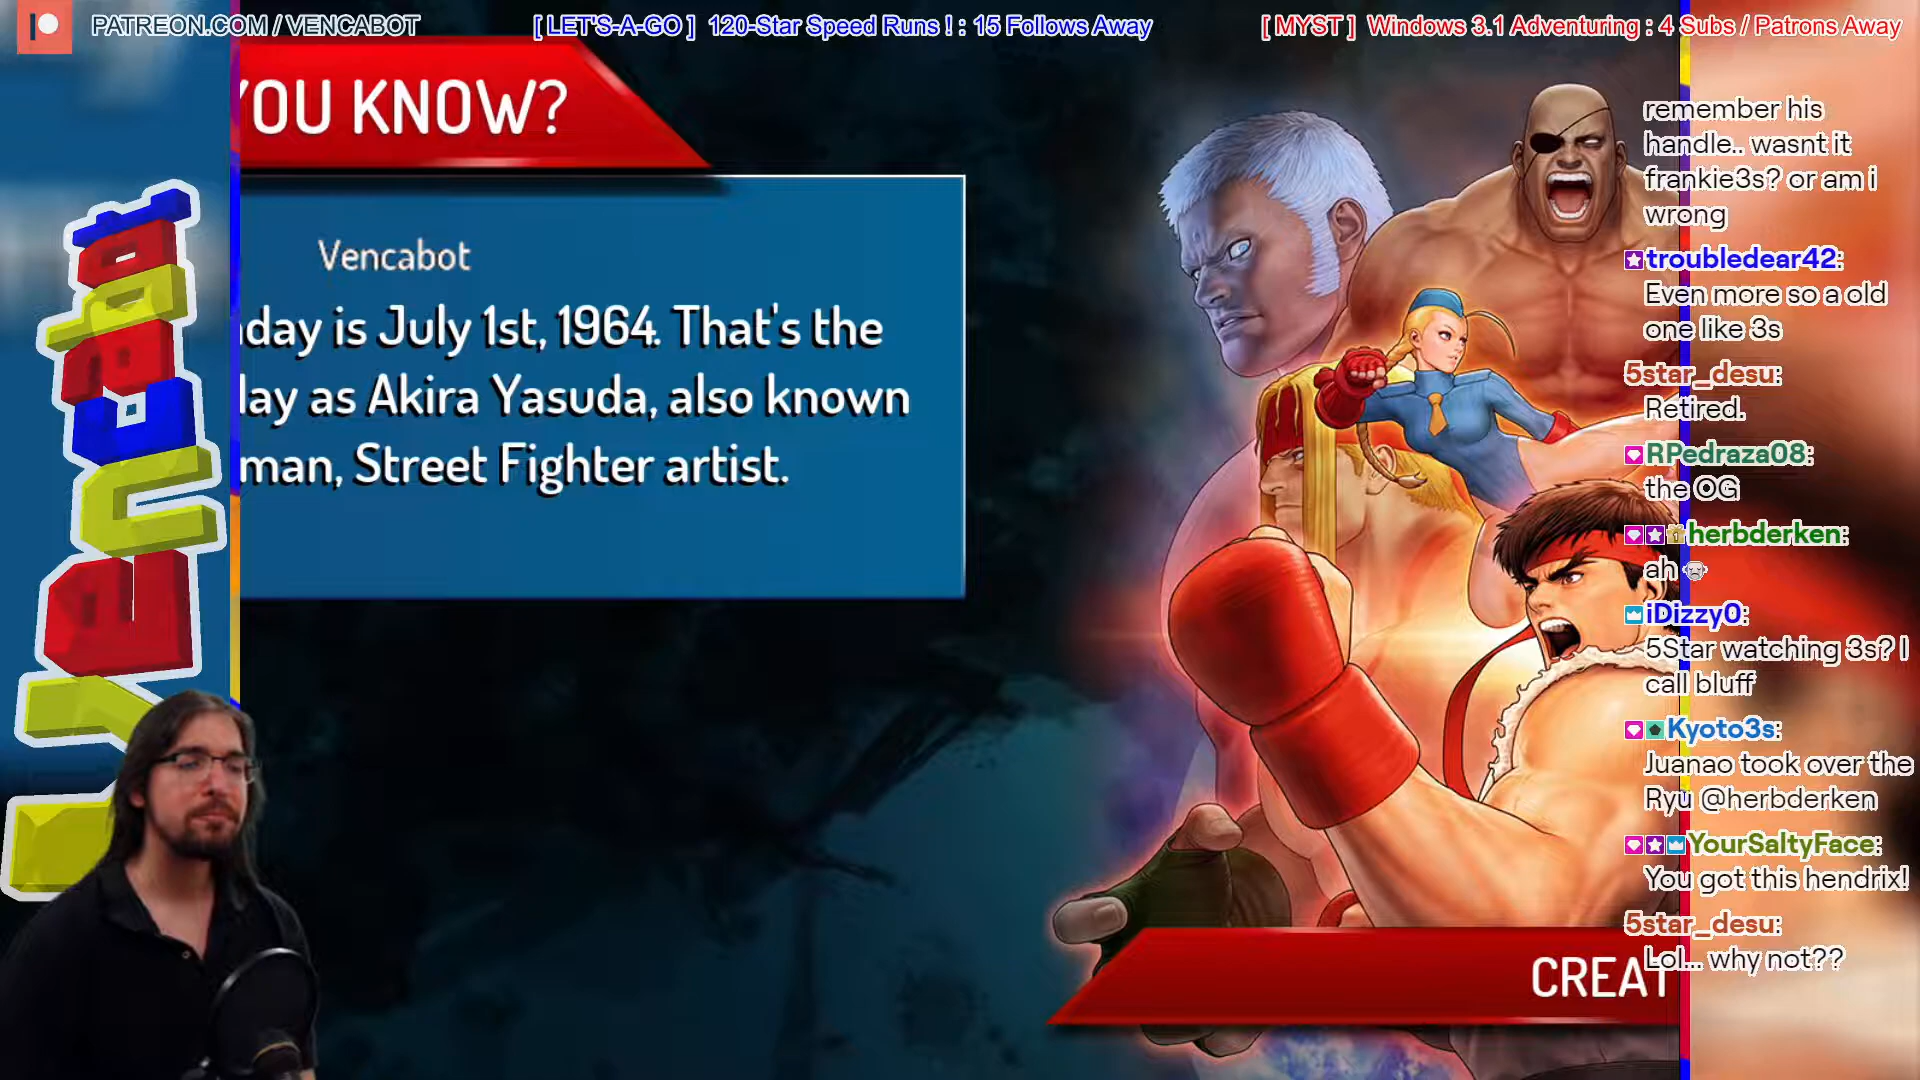 PATREON.COM / VENCABOT
[ LET'S-A-GO ] 120-Star Speed Runs ! : 15 Follows Away
[ MYST ] Windows 3.1 Adventuring : 4 Subs / Patrons Away
YOU KNOW?
Vencabot
day is July 1st, 1964. That's the
day as Akira Yasuda, also known
man, Street Fighter artist.
Vencabot
CREAT
remember his
handle.. wasnt it
frankie3s? or am i
wrong
troubledear42:
Even more so a old
one like 3s
5star_desu:
Retired.
RPedraza08:
the OG
herbderken:
ah
iDizzy0:
5Star watching 3s? I
call bluff
Kyoto3s:
Juanao took over the
Ryu @herbderken
YourSaltyFace:
You got this hendrix!
5star_desu:
Lol... why not??